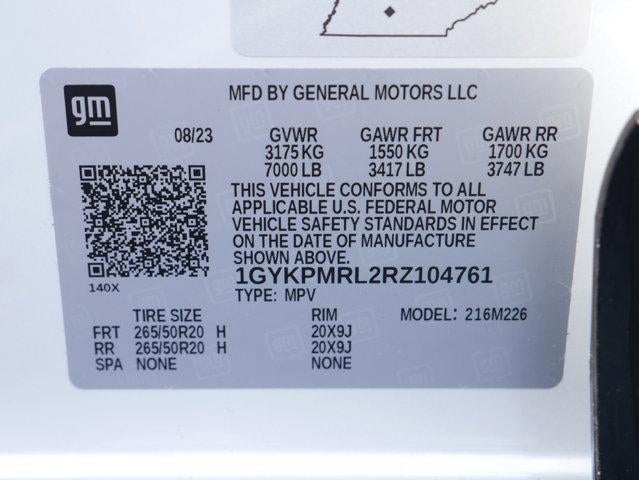 gm
MFD BY GENERAL MOTORS LLC
08/23 GVWR GAWR FRT GAWR RR
3175 KG 1550 KG 1700 KG
7000 LB 3417 LB 3747 LB
THIS VEHICLE CONFORMS TO ALL
APPLICABLE U.S. FEDERAL MOTOR
VEHICLE SAFETY STANDARDS IN EFFECT
ON THE DATE OF MANUFACTURE
SHOWN ABOVE.
1GYKPMRL2RZ104761
140X
TYPE: MPV
TIRE SIZE RIM MODEL: 216M226
FRT 265/50R20 H 20X9J
RR 265/50R20 H 20X9J
SPA NONE NONE